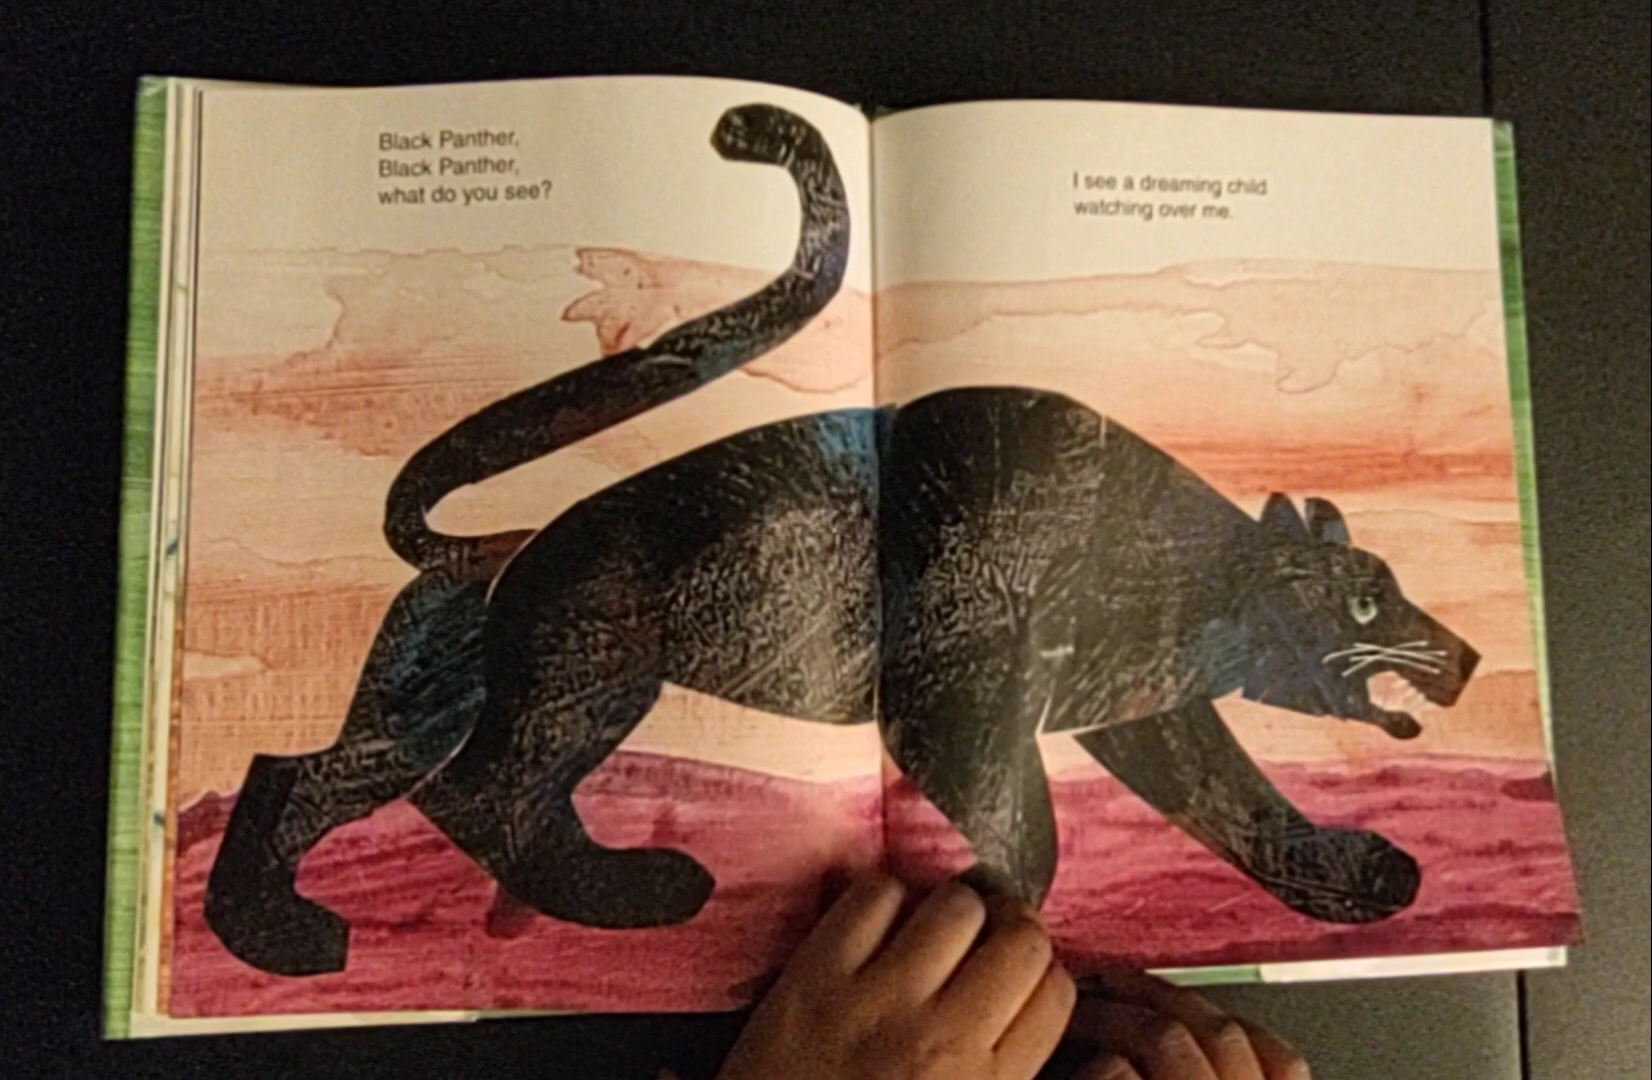 Black Panther,
Black Panther,
what do you see?
I see a dreaming child
watching over me.